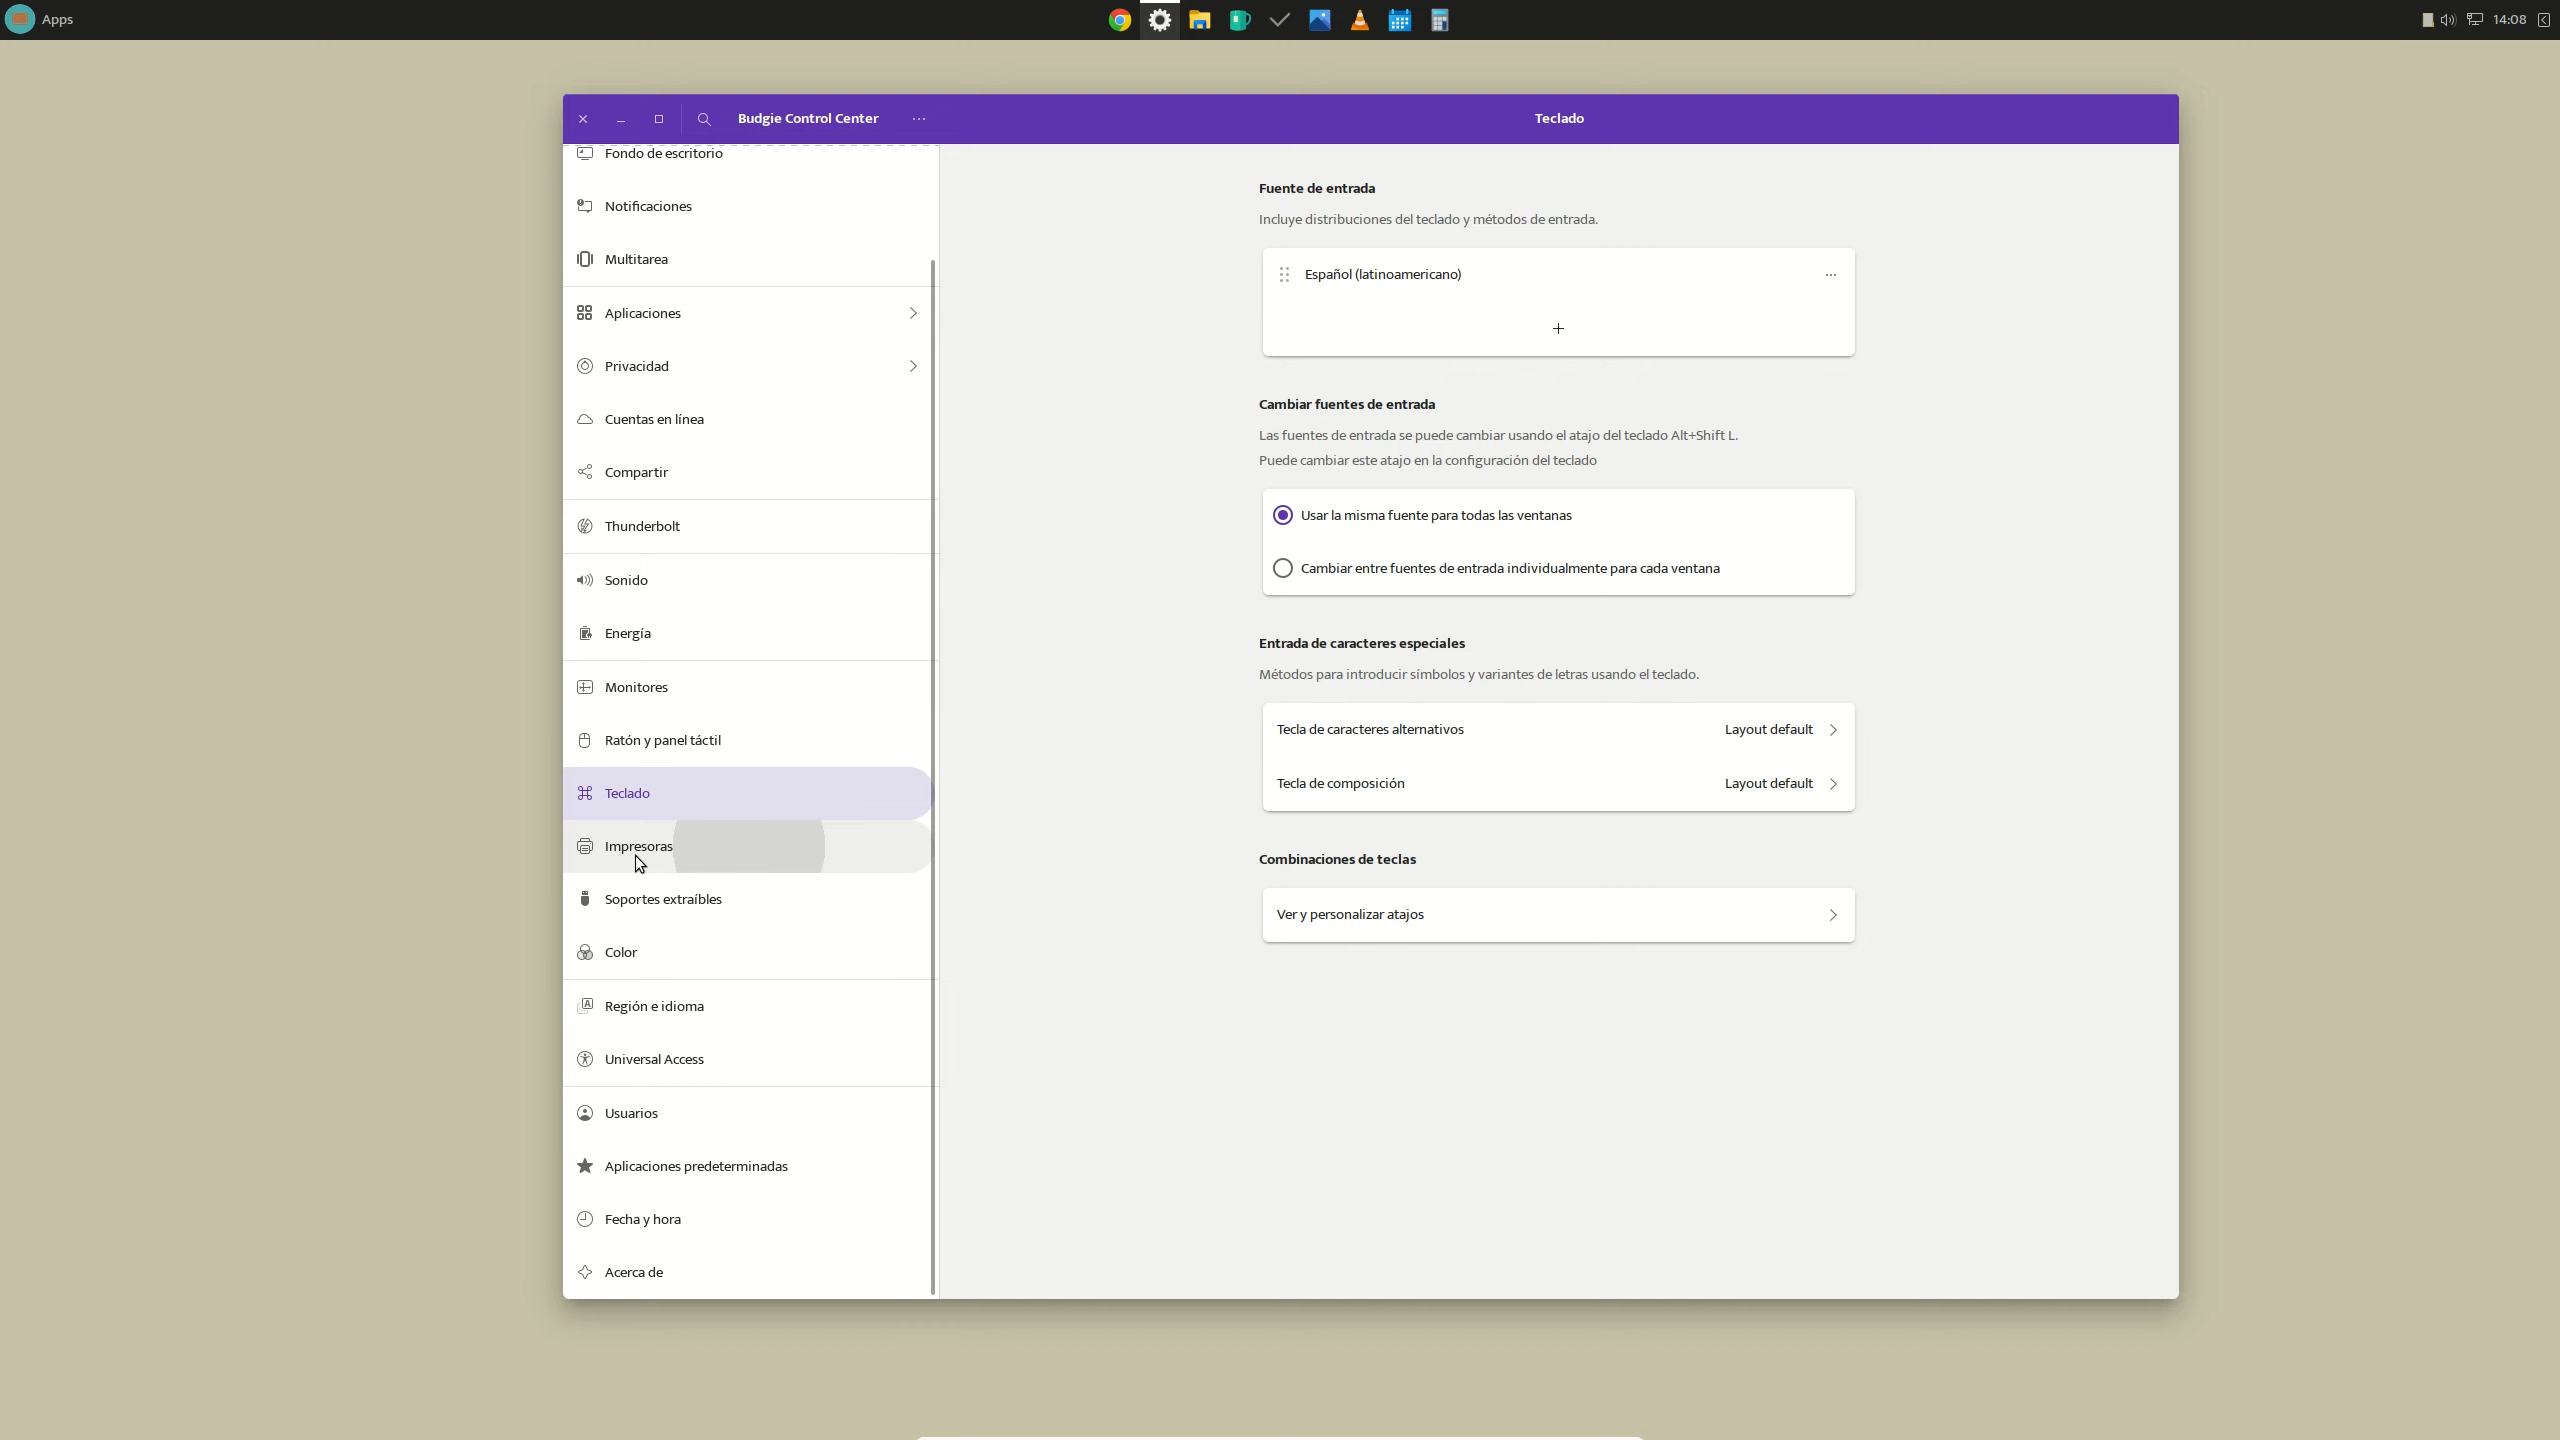 Apps
14:08
Budgie Control Center
Teclado
Fondo de escritorio
Notificaciones
Multitarea
Aplicaciones
Privacidad
Cuentas en línea
Compartir
Thunderbolt
Sonido
Energía
Monitores
Ratón y panel táctil
Teclado
Impresoras
Soportes extraíbles
Color
Región e idioma
Universal Access
Usuarios
Aplicaciones predeterminadas
Fecha y hora
Acerca de
Fuente de entrada
Incluye distribuciones del teclado y métodos de entrada.
Español (latinoamericano)
Cambiar fuentes de entrada
Las fuentes de entrada se puede cambiar usando el atajo del teclado Alt+Shift L.
Puede cambiar este atajo en la configuración del teclado
Usar la misma fuente para todas las ventanas
Cambiar entre fuentes de entrada individualmente para cada ventana
Entrada de caracteres especiales
Métodos para introducir símbolos y variantes de letras usando el teclado.
Tecla de caracteres alternativos Layout default
Tecla de composición Layout default
Combinaciones de teclas
Ver y personalizar atajos